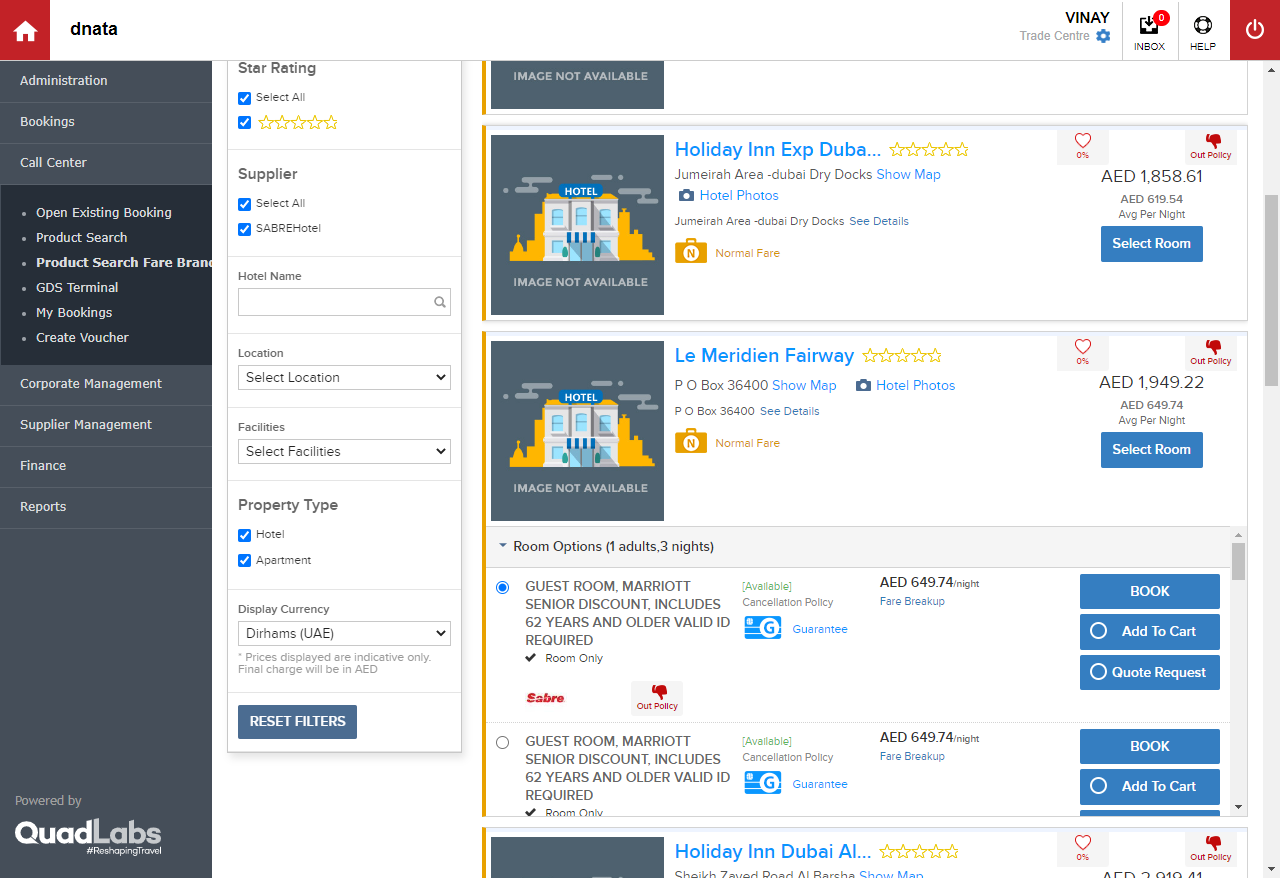 dnata
VINAY
Trade Centre
0
INBOX
HELP
Administration
Bookings
Call Center
Open Existing Booking
Product Search
Product Search Fare Bran
GDS Terminal
My Bookings
Create Voucher
Corporate Management
Supplier Management
Finance
Reports
Powered by
QuadLabs
#ReshapingTravel
Star Rating
Select All
Supplier
Select All
SABREHotel
Hotel Name
Location
Select Location
Facilities
Select Facilities
Property Type
Hotel
Apartment
Display Currency
Dirhams (UAE)
* Prices displayed are indicative only.
Final charge will be in AED
RESET FILTERS
IMAGE NOT AVAILABLE
HOTEL
IMAGE NOT AVAILABLE
Holiday Inn Exp Duba...
Jumeirah Area -dubai Dry Docks Show Map
Hotel Photos
Jumeirah Area -dubai Dry Docks See Details
N Normal Fare
0%
Out Policy
AED 1,858.61
AED 619.54
Avg Per Night
Select Room
HOTEL
IMAGE NOT AVAILABLE
Le Meridien Fairway
P O Box 36400 Show Map Hotel Photos
P O Box 36400 See Details
N Normal Fare
0%
Out Policy
AED 1,949.22
AED 649.74
Avg Per Night
Select Room
Room Options (1 adults,3 nights)
GUEST ROOM, MARRIOTT
SENIOR DISCOUNT, INCLUDES
62 YEARS AND OLDER VALID ID
REQUIRED
Room Only
Sabre
Out Policy
[Available]
Cancellation Policy
G Guarantee
AED 649.74/night
Fare Breakup
BOOK
Add To Cart
Quote Request
GUEST ROOM, MARRIOTT
SENIOR DISCOUNT, INCLUDES
62 YEARS AND OLDER VALID ID
REQUIRED
Room Only
[Available]
Cancellation Policy
G Guarantee
AED 649.74/night
Fare Breakup
BOOK
Add To Cart
Holiday Inn Dubai Al...
Sheikh Zayed Road Al Barsha Show Map
0%
Out Policy
AED 2,919.41